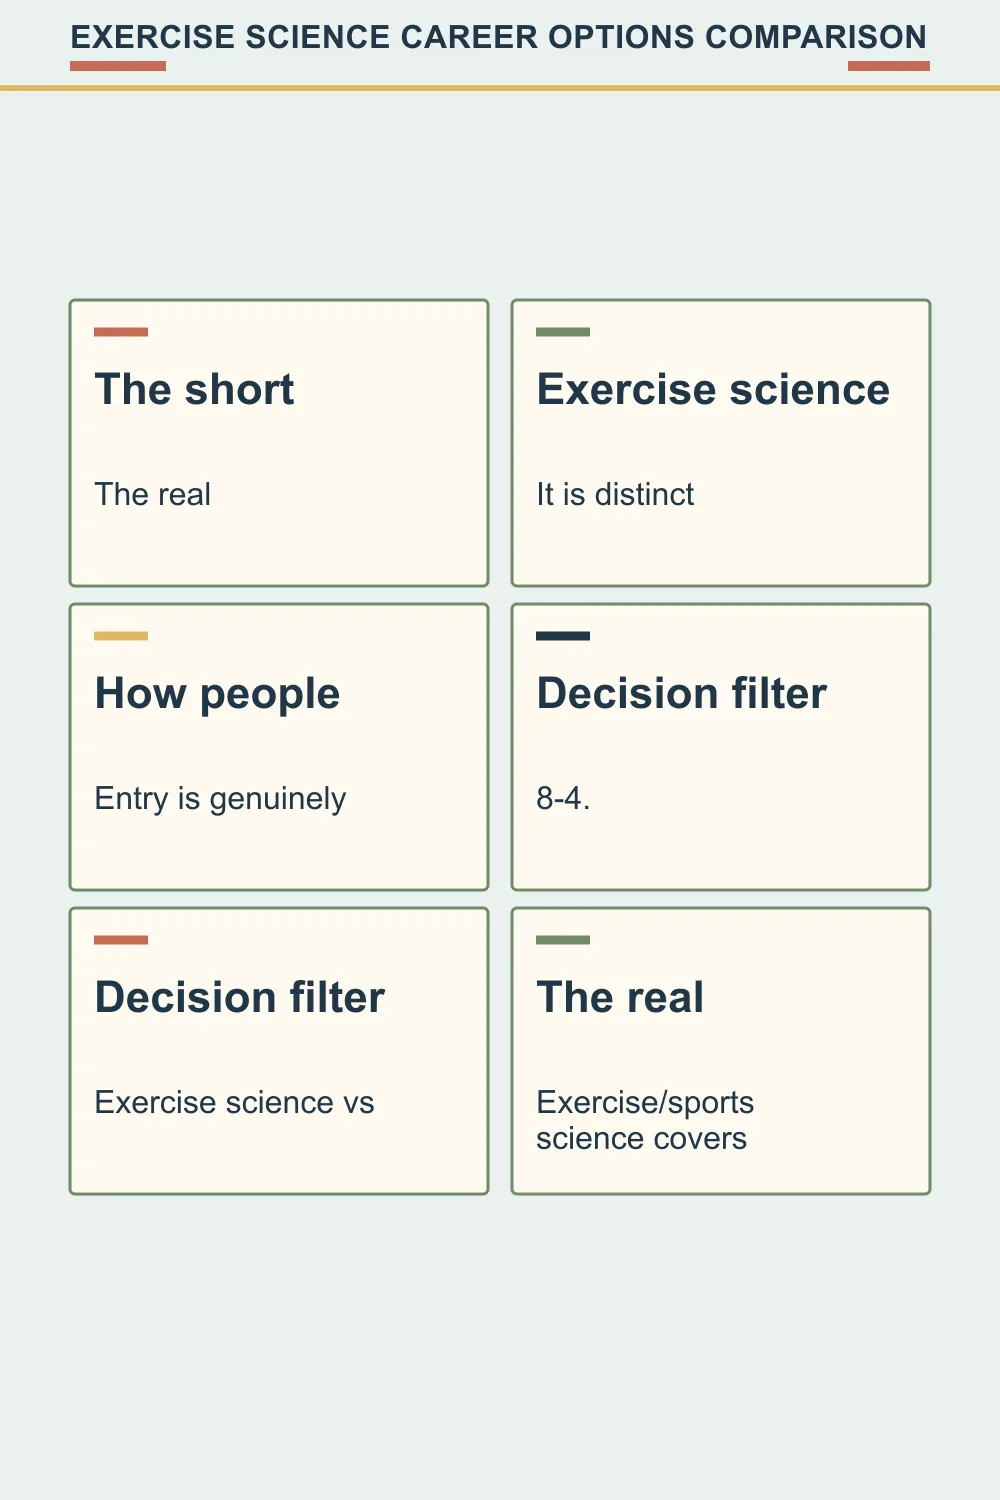 EXERCISE SCIENCE CAREER OPTIONS COMPARISON
The short
The real
Exercise science
It is distinct
How people
Entry is genuinely
Decision filter
8-4.
Decision filter
Exercise science vs
The real
Exercise/sports
science covers